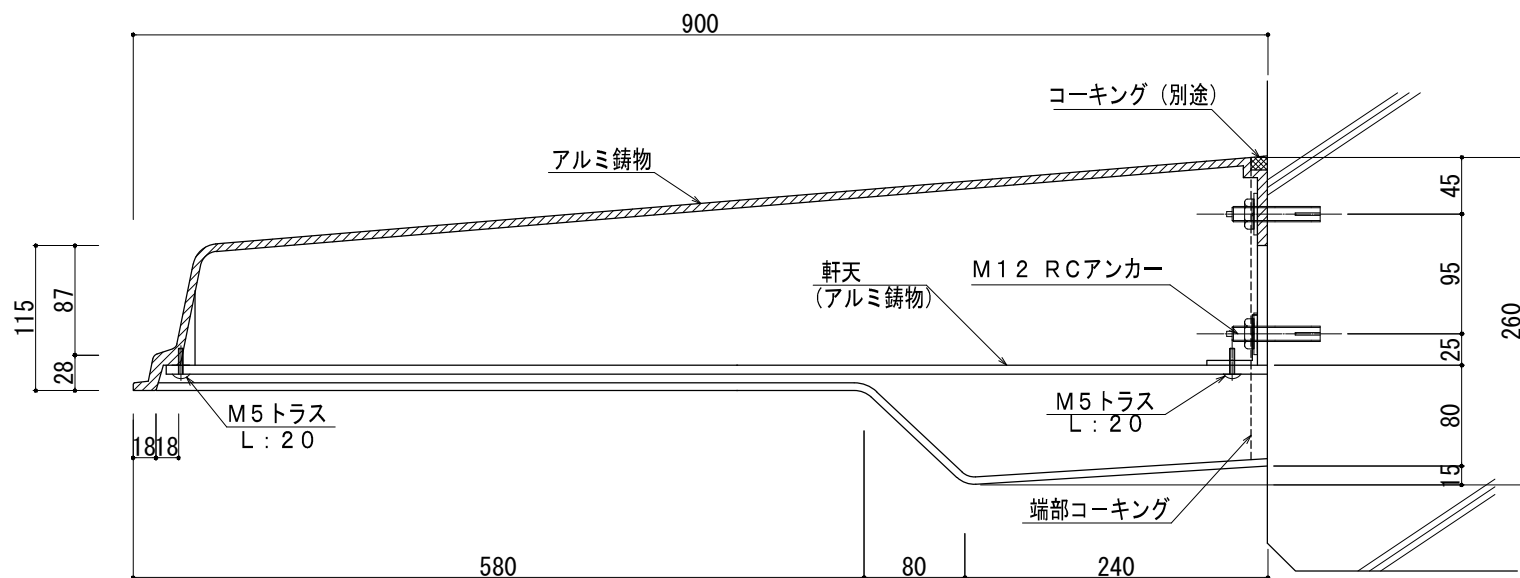 900
コーキング（別途）
アルミ鋳物
45
M12 RCアンカー
軒天
（アルミ鋳物）
95
115
87
260
28
25
M5トラス
L：20
M5トラス
L：20
80
18
18
15
端部コーキング
580
80
240